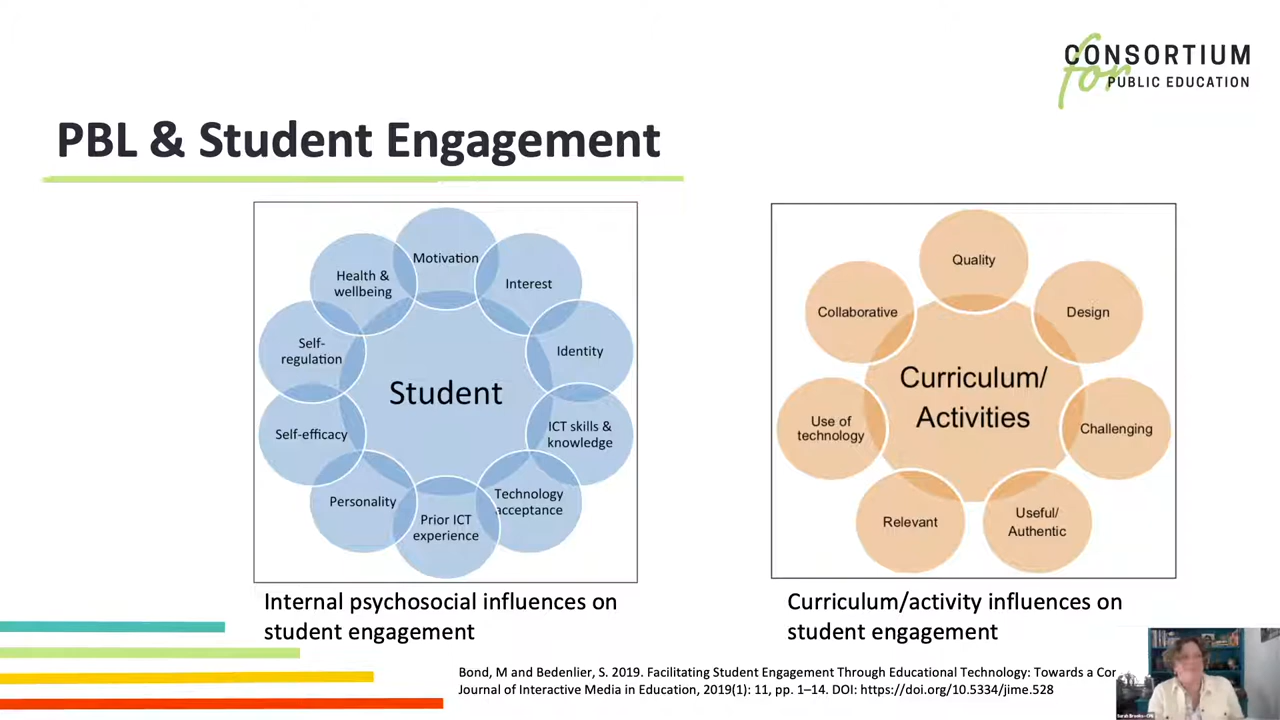 CONSORTIUM
for PUBLIC EDUCATION
PBL & Student Engagement
Motivation
Interest
Identity
ICT skills &
knowledge
Technology
acceptance
Prior ICT
experience
Personality
Self-efficacy
Self-
regulation
Health &
wellbeing
Student
Internal psychosocial influences on
student engagement
Quality
Design
Challenging
Useful/
Authentic
Relevant
Use of
technology
Collaborative
Curriculum/
Activities
Curriculum/activity influences on
student engagement
Bond, M and Bedenlier, S. 2019. Facilitating Student Engagement Through Educational Technology: Towards a
Journal of Interactive Media in Education, 2019(1): 11, pp. 1–14. DOI: https://doi.org/10.5334/jime.528